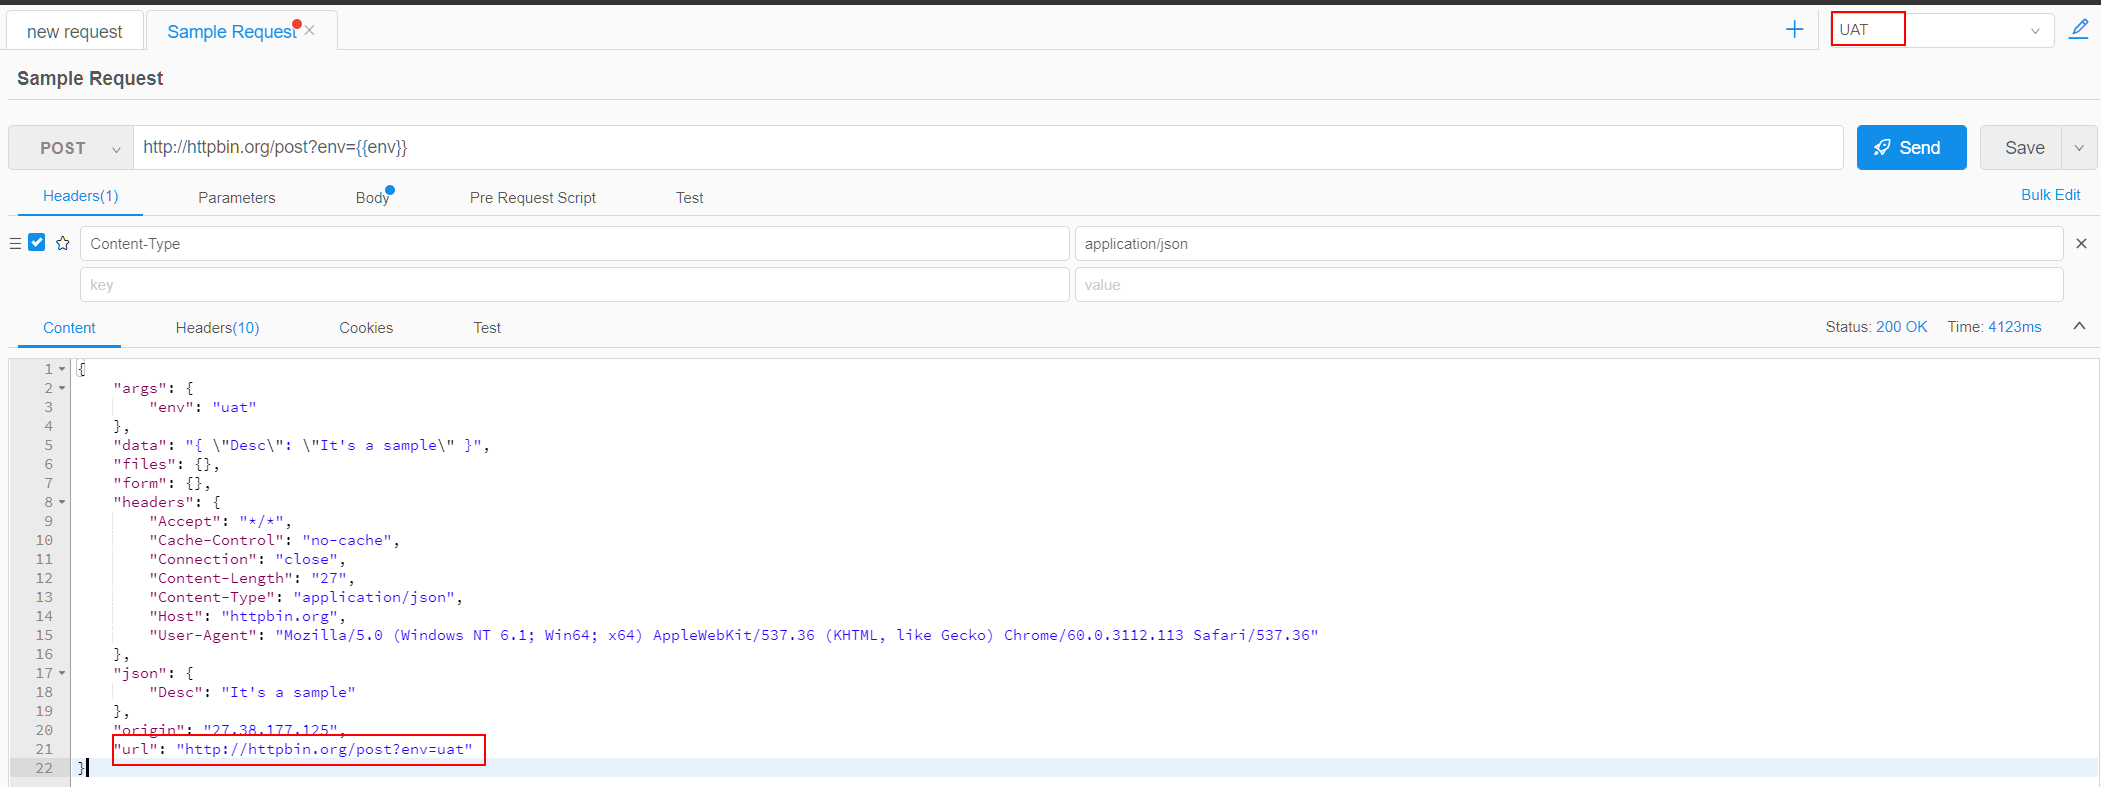 new request
Sample Request
UAT
Sample Request
POST
http://httpbin.org/post?env={{env}}
Send
Save
Headers(1)
Parameters
Body
Pre Request Script
Test
Bulk Edit
Content-Type
application/json
key
value
Content
Headers(10)
Cookies
Test
Status: 200 OK
Time: 4123ms
1 {
2 "args": {
3 "env": "uat"
4 },
5 "data": "{ \"Desc\": \"It's a sample\" }",
6 "files": {},
7 "form": {},
8 "headers": {
9 "Accept": "*/*",
10 "Cache-Control": "no-cache",
11 "Connection": "close",
12 "Content-Length": "27",
13 "Content-Type": "application/json",
14 "Host": "httpbin.org",
15 "User-Agent": "Mozilla/5.0 (Windows NT 6.1; Win64; x64) AppleWebKit/537.36 (KHTML, like Gecko) Chrome/60.0.3112.113 Safari/537.36"
16 },
17 "json": {
18 "Desc": "It's a sample"
19 },
20 "origin": "27.38.177.125",
21 "url": "http://httpbin.org/post?env=uat"
22 }